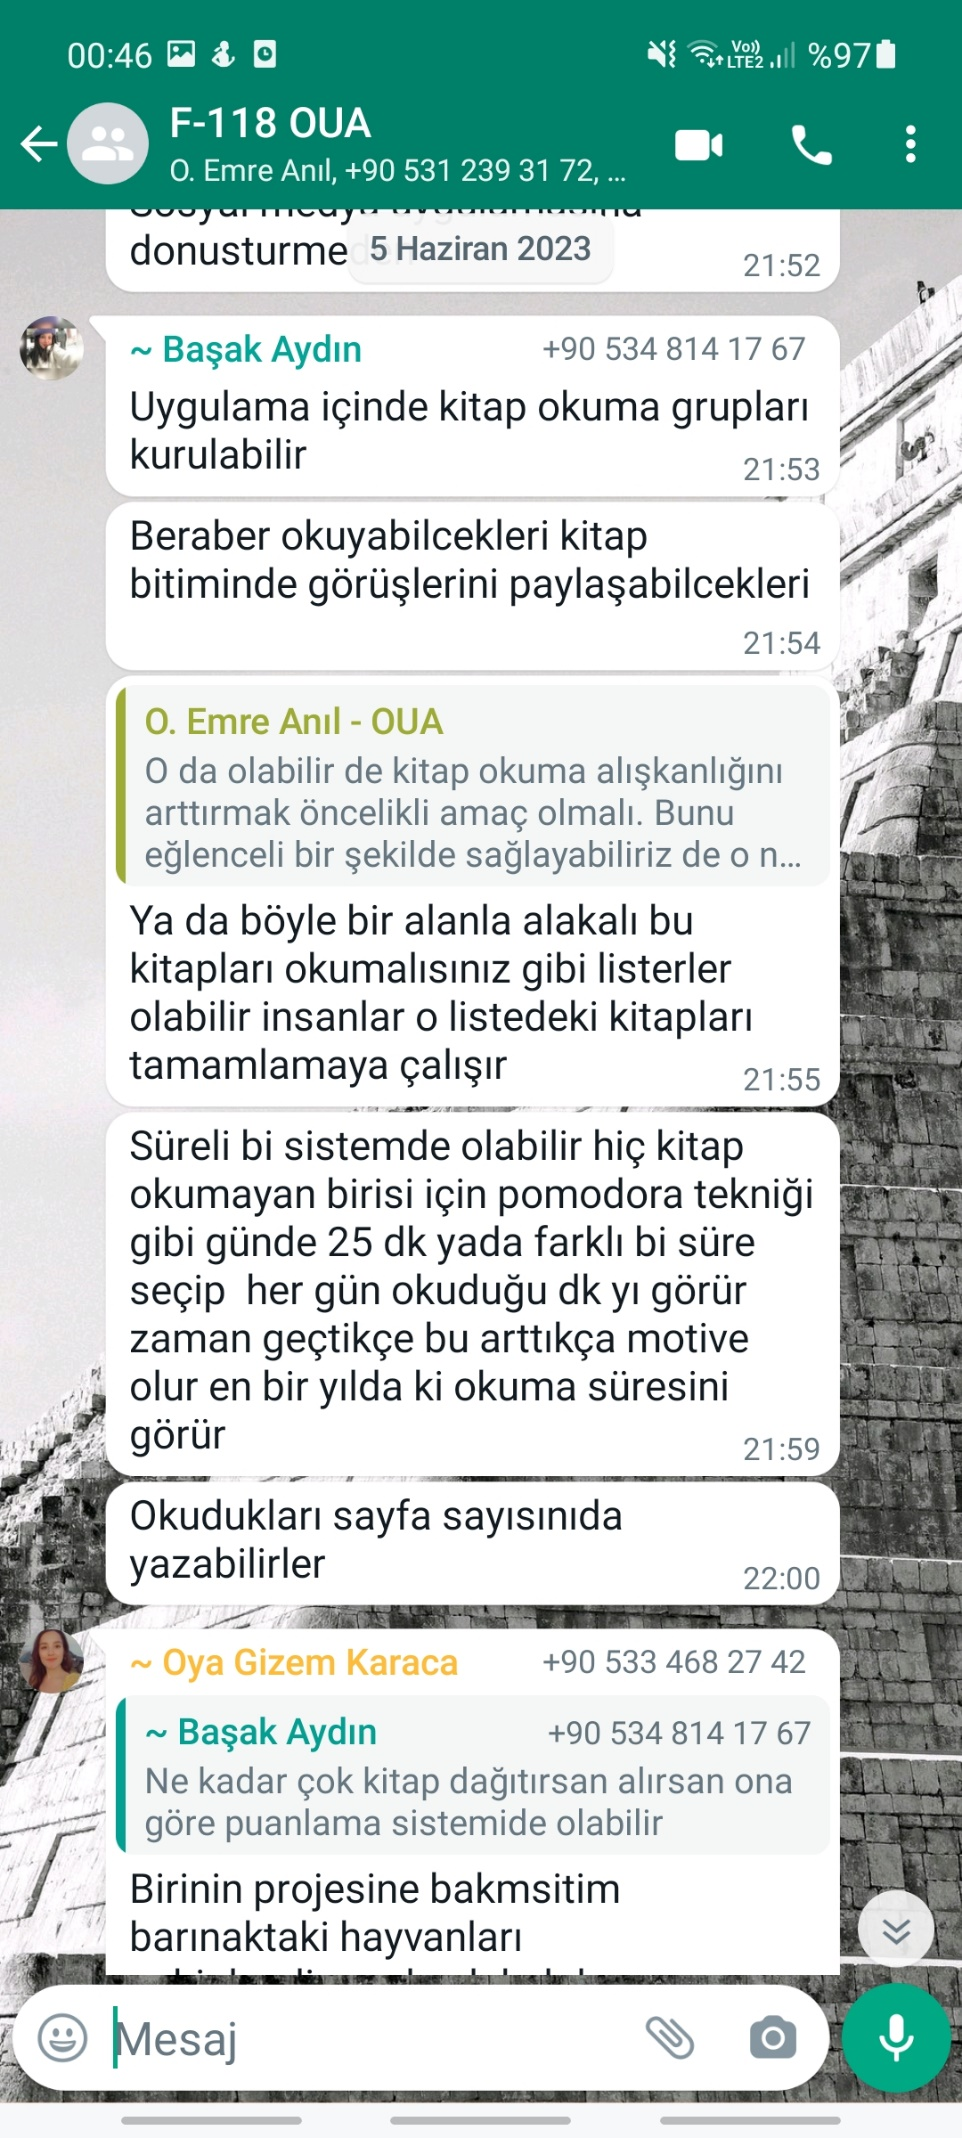 00:46
Vo)) LTE2 %97
F-118 OUA
O. Emre Anıl, +90 531 239 31 72, ...
donusturmeden
5 Haziran 2023
21:52
~ Başak Aydın +90 534 814 17 67
Uygulama içinde kitap okuma grupları
kurulabilir
21:53
Beraber okuyabilcekleri kitap
bitiminde görüşlerini paylaşabilcekleri
21:54
O. Emre Anıl - OUA
O da olabilir de kitap okuma alışkanlığını
arttırmak öncelikli amaç olmalı. Bunu
eğlenceli bir şekilde sağlayabiliriz de o n...
Ya da böyle bir alanla alakalı bu
kitapları okumalısınız gibi listerler
olabilir insanlar o listedeki kitapları
tamamlamaya çalışır
21:55
Süreli bi sistemde olabilir hiç kitap
okumayan birisi için pomodora tekniği
gibi günde 25 dk yada farklı bi süre
seçip  her gün okuduğu dk yı görür
zaman geçtikçe bu arttıkça motive
olur en bir yılda ki okuma süresini
görür
21:59
Okudukları sayfa sayısınıda
yazabilirler
22:00
~ Oya Gizem Karaca +90 533 468 27 42
~ Başak Aydın +90 534 814 17 67
Ne kadar çok kitap dağıtırsan alırsan ona
göre puanlama sistemide olabilir
Birinin projesine bakmsitim
barınaktaki hayvanları
Mesaj